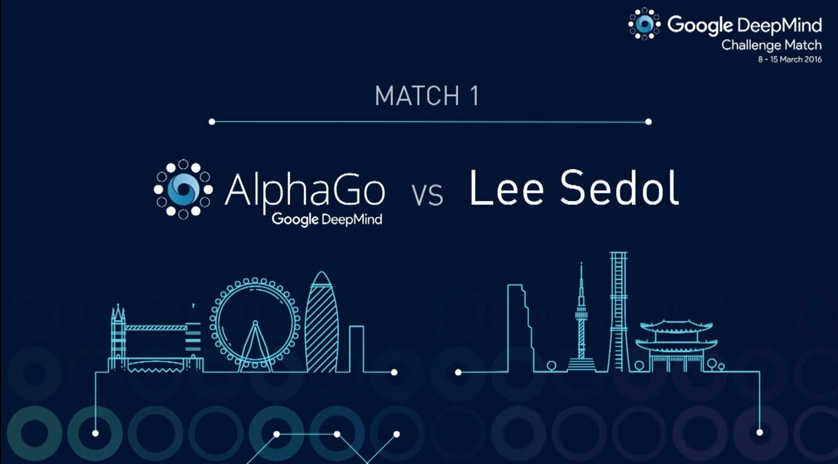 Google DeepMind
Challenge Match
8 - 15 March 2016
MATCH 1
AlphaGo vs Lee Sedol
Google DeepMind